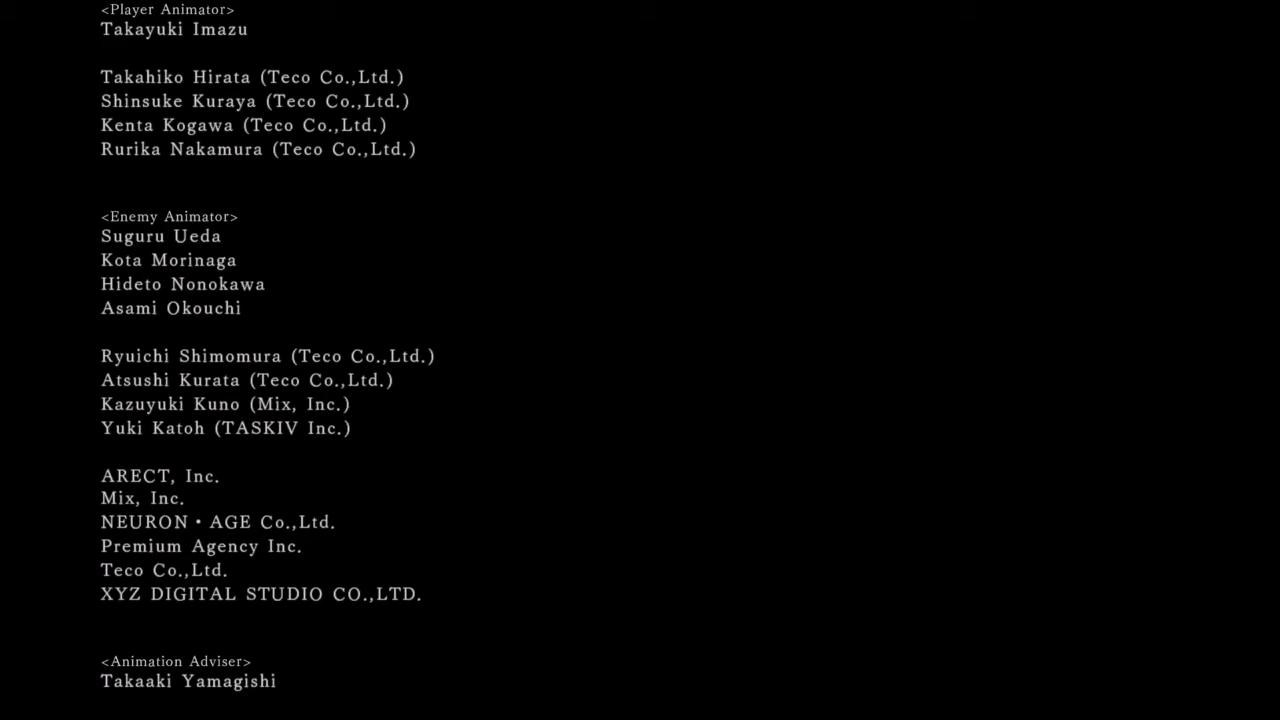 <Player Animator>
Takayuki Imazu
Takahiko Hirata (Teco Co.,Ltd.)
Shinsuke Kuraya (Teco Co.,Ltd.)
Kenta Kogawa (Teco Co.,Ltd.)
Rurika Nakamura (Teco Co.,Ltd.)
<Enemy Animator>
Suguru Ueda
Kota Morinaga
Hideto Nonokawa
Asami Okouchi
Ryuichi Shimomura (Teco Co.,Ltd.)
Atsushi Kurata (Teco Co.,Ltd.)
Kazuyuki Kuno (Mix, Inc.)
Yuki Katoh (TASKIV Inc.)
ARECT, Inc.
Mix, Inc.
NEURON・AGE Co.,Ltd.
Premium Agency Inc.
Teco Co.,Ltd.
XYZ DIGITAL STUDIO CO.,LTD.
<Animation Adviser>
Takaaki Yamagishi